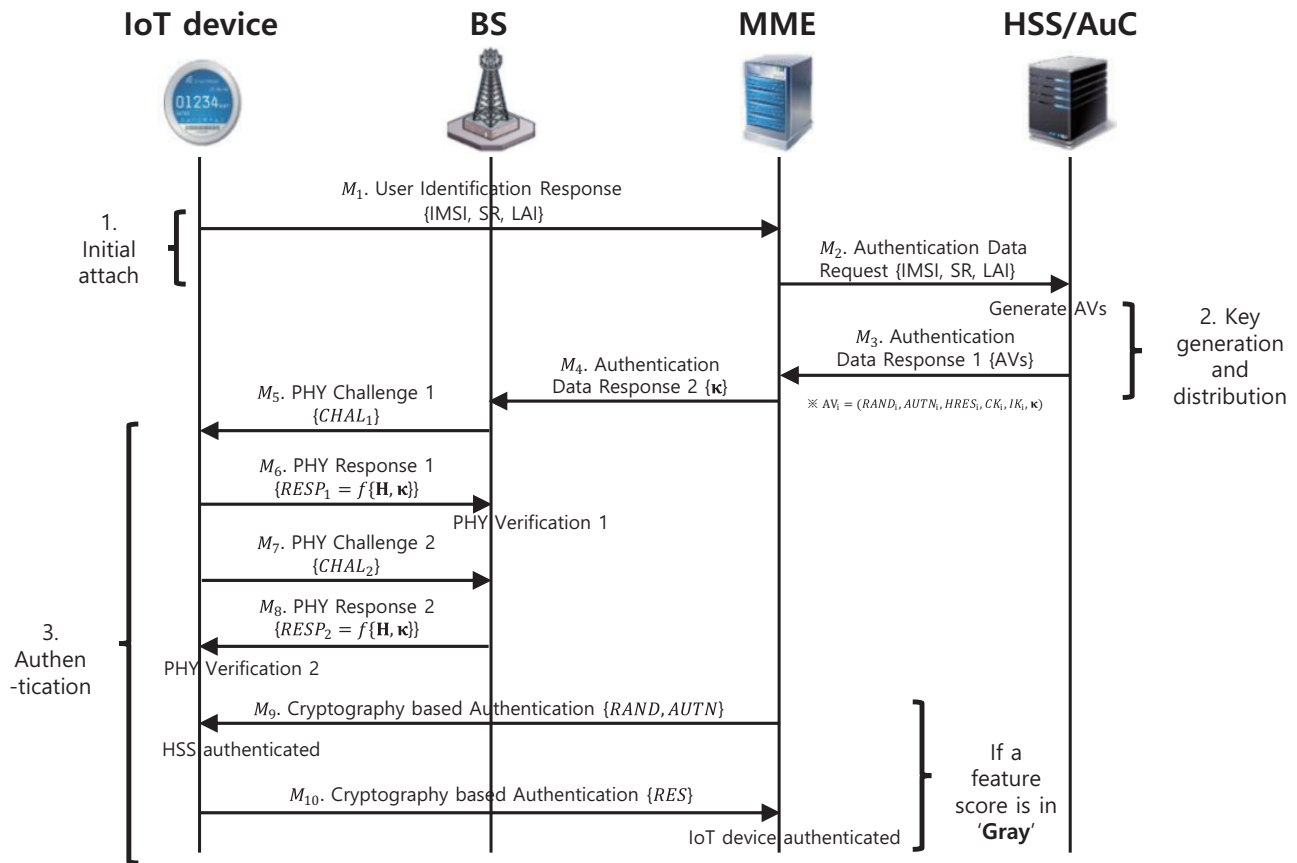 IoT device BS MME HSS/AuC
01234
M₁. User Identification Response
{IMSI, SR, LAI}
1.
Initial
attach
M₂. Authentication Data
Request {IMSI, SR, LAI}
Generate AVs
2. Key
generation
and
distribution
M₃. Authentication
Data Response 1 {AVs}
※ AVᵢ = (RANDᵢ, AUTNᵢ, HRESᵢ, CKᵢ, IKᵢ, κ)
M₄. Authentication
Data Response 2 {κ}
M₅. PHY Challenge 1
{CHAL₁}
M₆. PHY Response 1
{RESP₁ = f{H, κ}}
PHY Verification 1
M₇. PHY Challenge 2
{CHAL₂}
M₈. PHY Response 2
{RESP₂ = f{H, κ}}
PHY Verification 2
3.
Authen
-tication
M₉. Cryptography based Authentication {RAND, AUTN}
HSS authenticated
M₁₀. Cryptography based Authentication {RES}
IoT device authenticated
If a
feature
score is in
‘Gray’